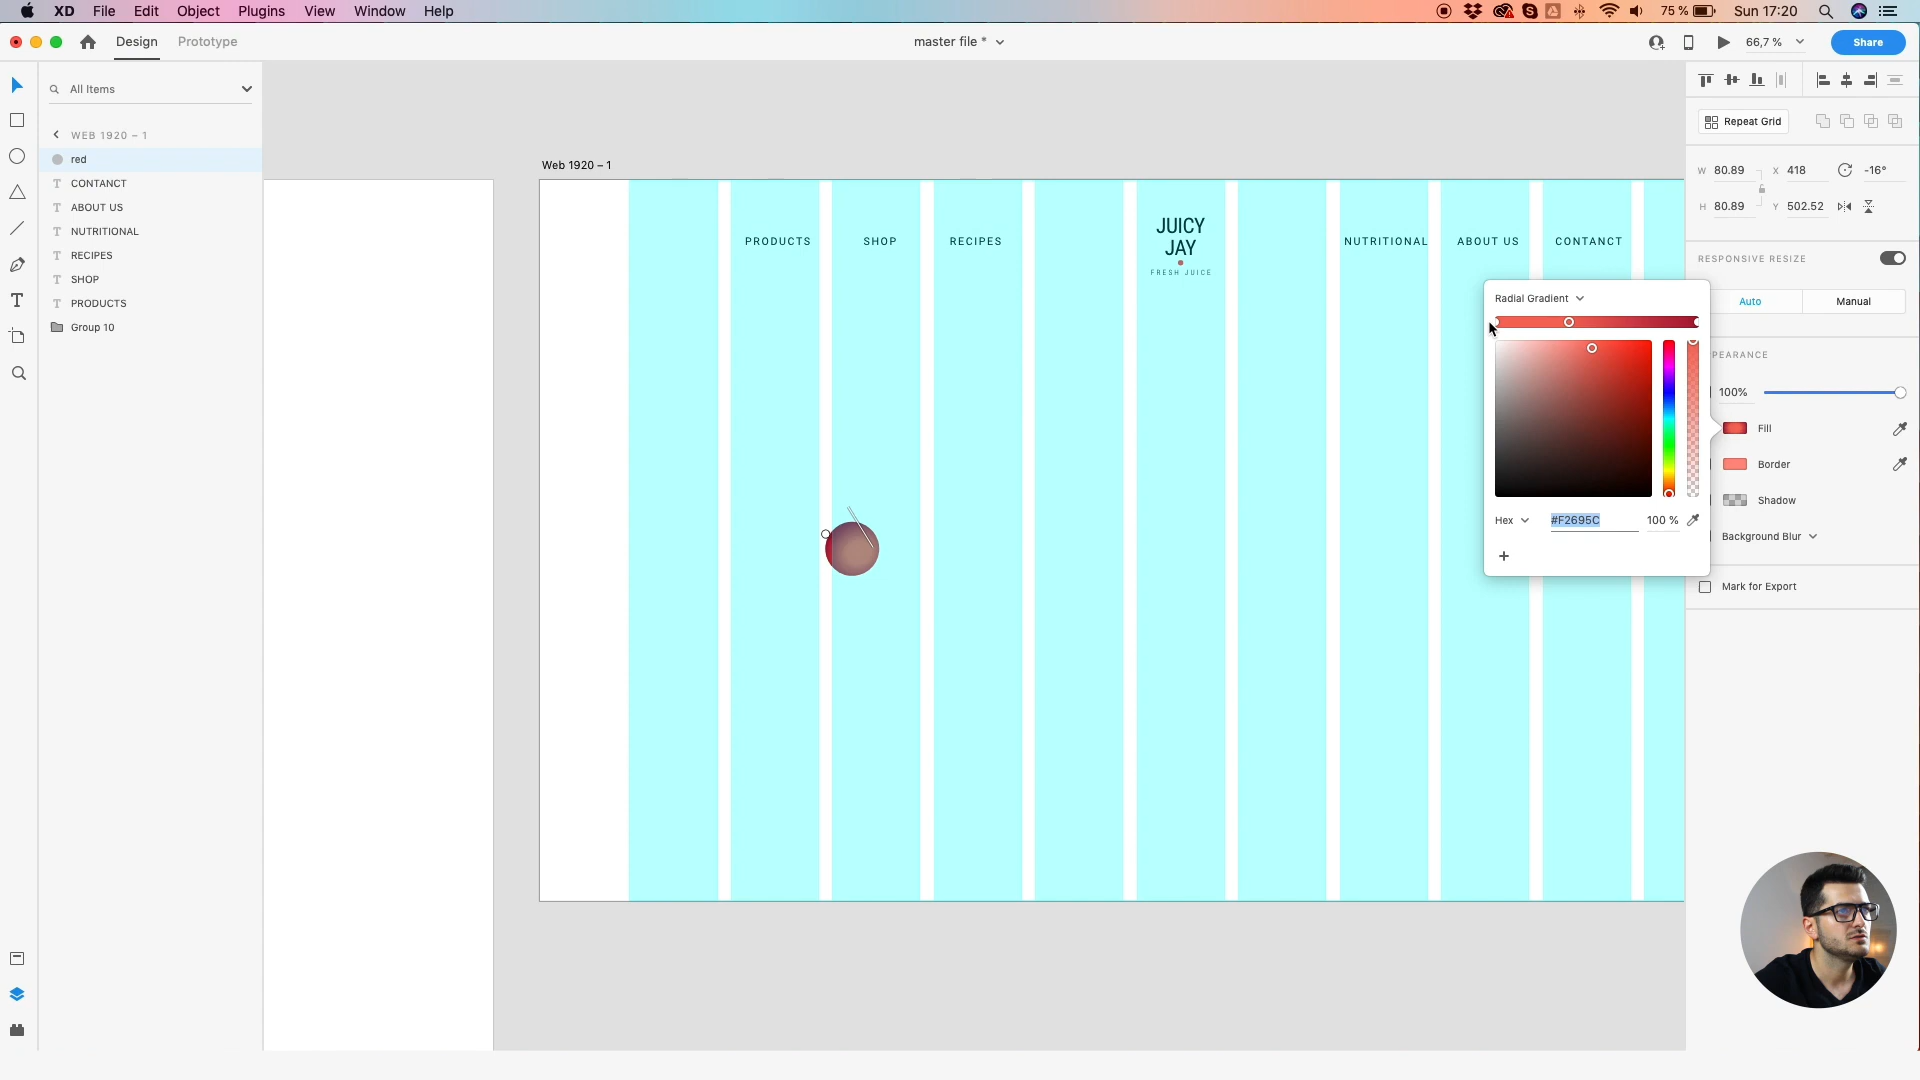 XD File Edit Object Plugins View Window Help
75 % Sun 17:20
Design Prototype
master file *
66,7 %
Share
All Items
WEB 1920 – 1
red
CONTANCT
ABOUT US
NUTRITIONAL
RECIPES
SHOP
PRODUCTS
Group 10
Web 1920 – 1
PRODUCTS SHOP RECIPES
JUICY
JAY
FRESH JUICE
NUTRITIONAL ABOUT US CONTANCT
Radial Gradient
Hex #F2695C 100 %
+
Repeat Grid
W 80.89 X 418 -16°
H 80.89 Y 502.52
RESPONSIVE RESIZE
Auto Manual
PEARANCE
100%
Fill
Border
Shadow
Background Blur
Mark for Export